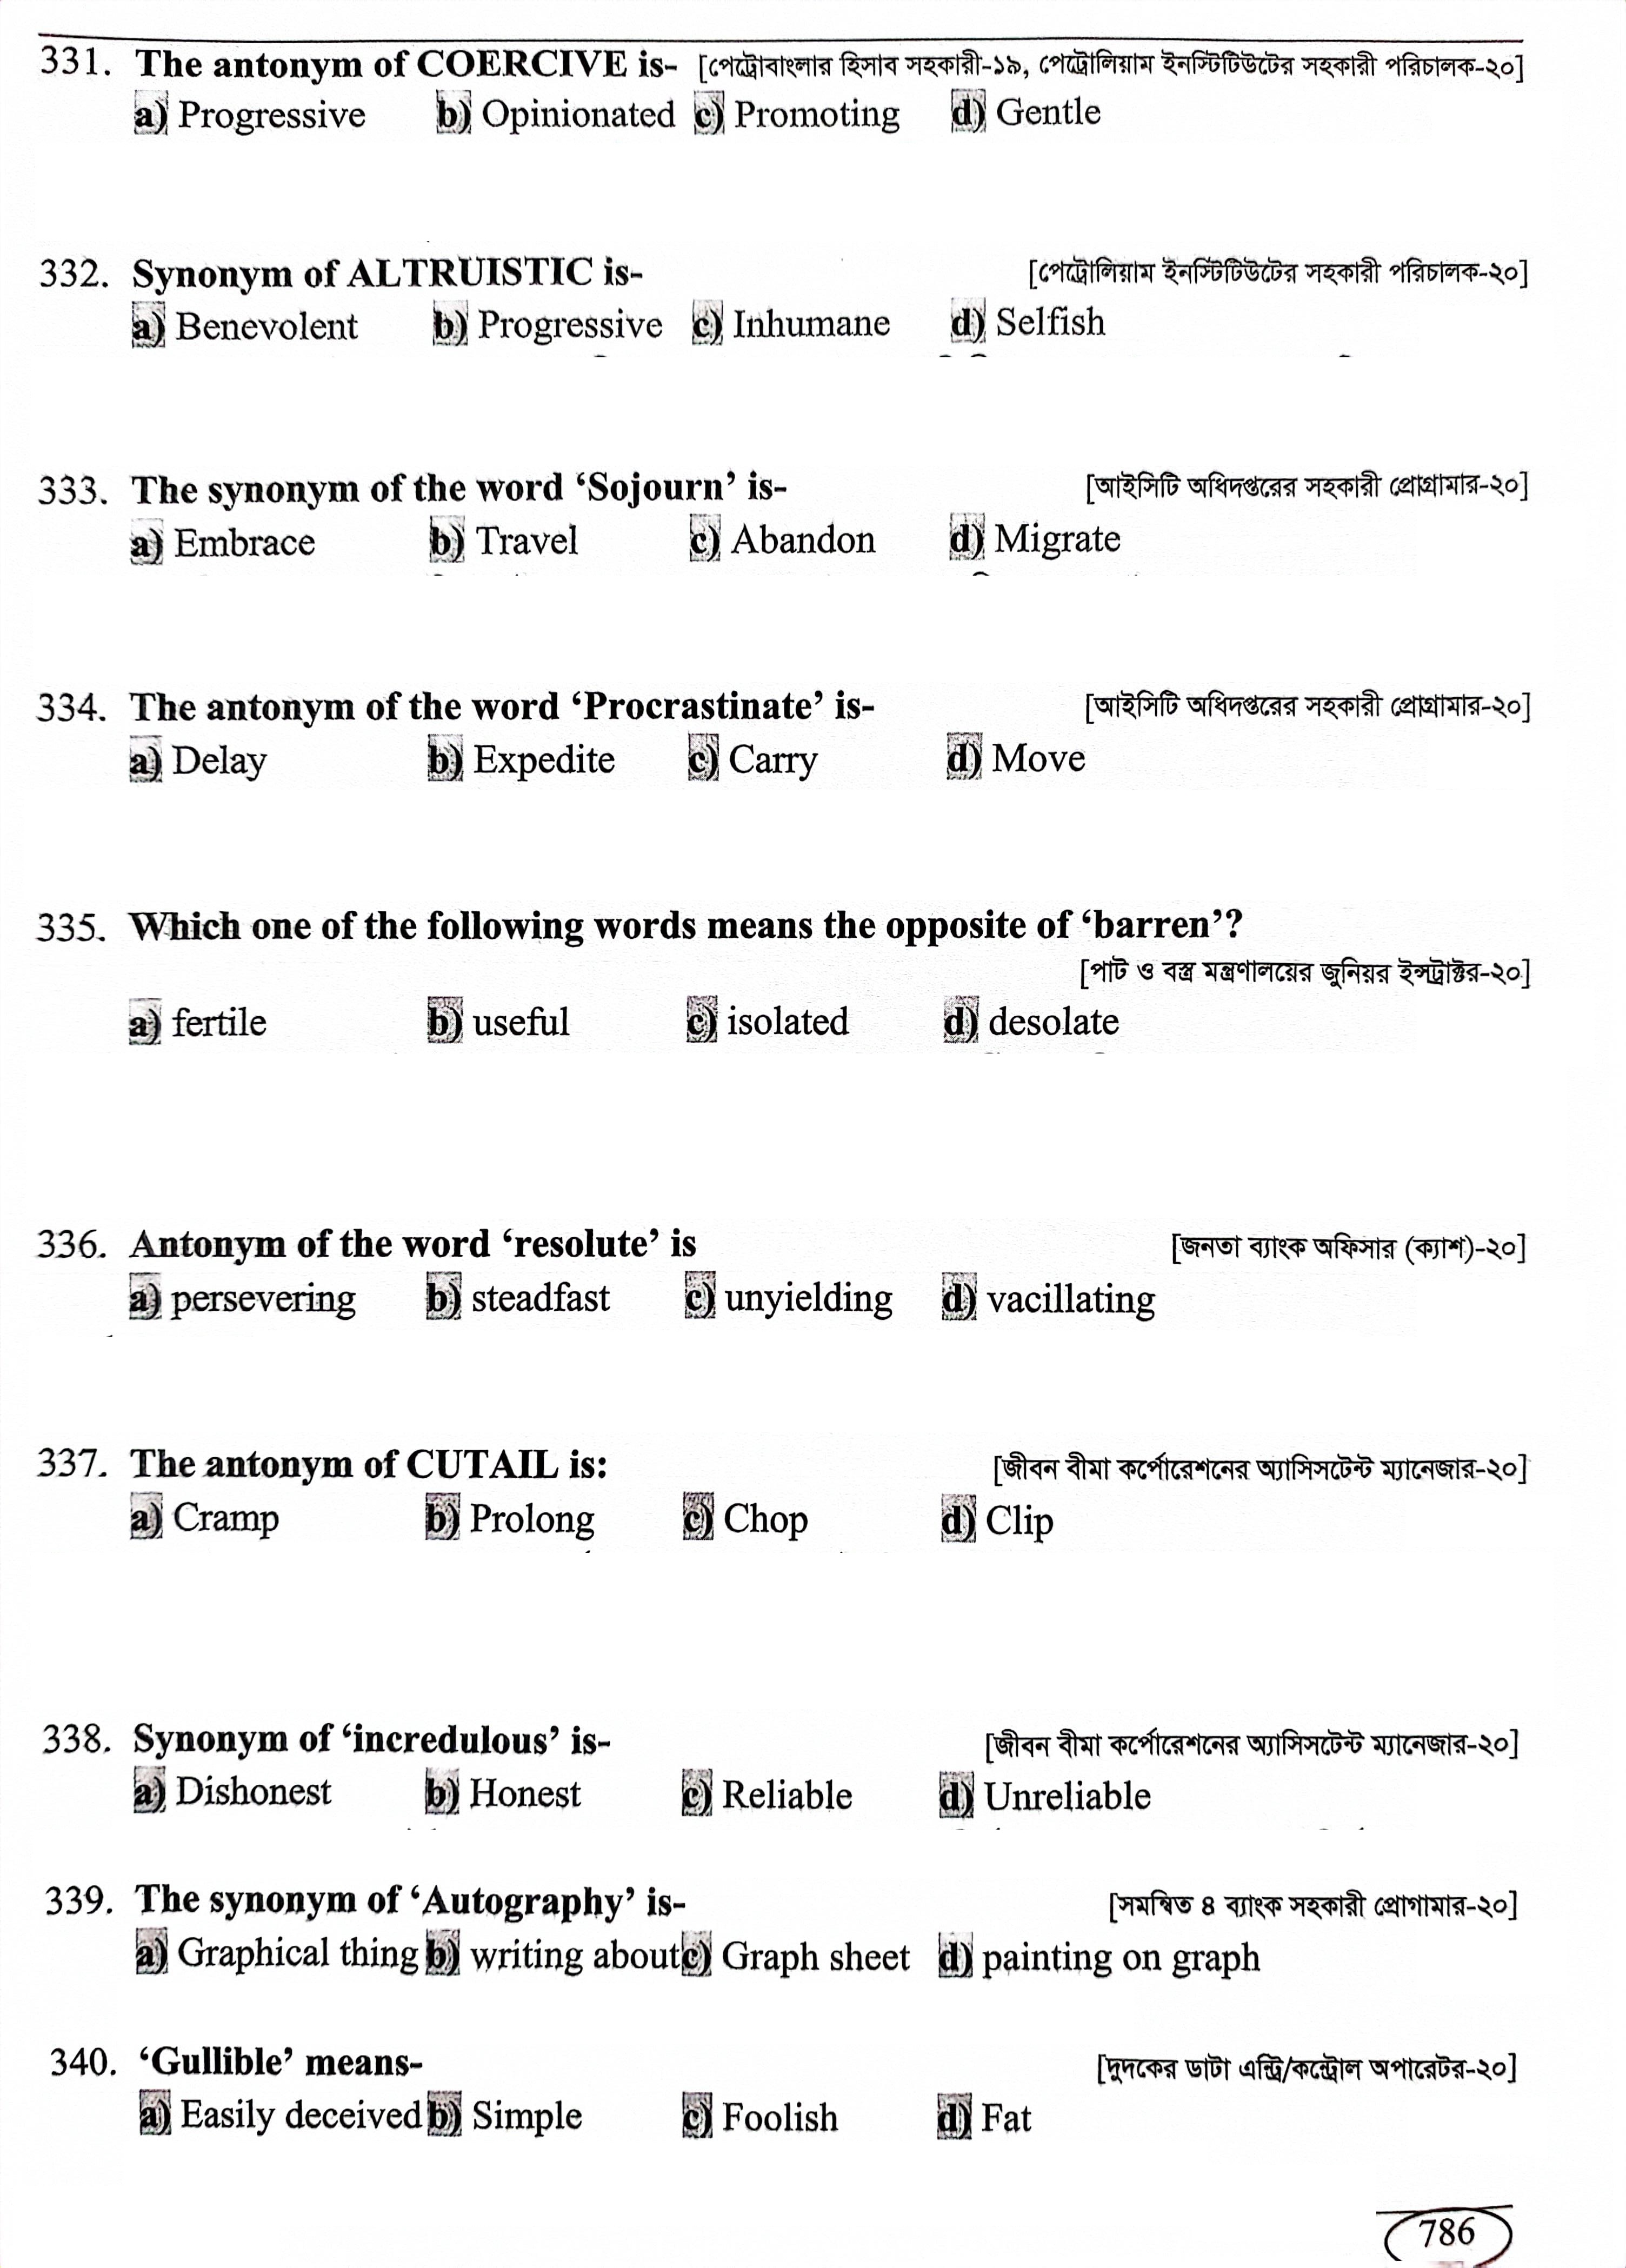 331. The antonym of COERCIVE is- [পেট্রোবাংলার হিসাব সহকারী-১৯, পেট্রোলিয়াম ইনস্টিটিউটের সহকারী পরিচালক-২০]
a) Progressive b) Opinionated c) Promoting d) Gentle
332. Synonym of ALTRUISTIC is- [পেট্রোলিয়াম ইনস্টিটিউটের সহকারী পরিচালক-২০]
a) Benevolent b) Progressive c) Inhumane d) Selfish
333. The synonym of the word ‘Sojourn’ is- [আইসিটি অধিদপ্তরের সহকারী প্রোগ্রামার-২০]
a) Embrace b) Travel c) Abandon d) Migrate
334. The antonym of the word ‘Procrastinate’ is- [আইসিটি অধিদপ্তরের সহকারী প্রোগ্রামার-২০]
a) Delay b) Expedite c) Carry d) Move
335. Which one of the following words means the opposite of ‘barren’?
[পাট ও বস্ত্র মন্ত্রণালয়ের জুনিয়র ইন্সট্রাক্টর-২০]
a) fertile b) useful c) isolated d) desolate
336. Antonym of the word ‘resolute’ is [জনতা ব্যাংক অফিসার (ক্যাশ)-২০]
a) persevering b) steadfast c) unyielding d) vacillating
337. The antonym of CUTAIL is: [জীবন বীমা কর্পোরেশনের অ্যাসিসটেন্ট ম্যানেজার-২০]
a) Cramp b) Prolong c) Chop d) Clip
338. Synonym of ‘incredulous’ is- [জীবন বীমা কর্পোরেশনের অ্যাসিসটেন্ট ম্যানেজার-২০]
a) Dishonest b) Honest c) Reliable d) Unreliable
339. The synonym of ‘Autography’ is- [সমন্বিত ৪ ব্যাংক সহকারী প্রোগামার-২০]
a) Graphical thing b) writing about c) Graph sheet d) painting on graph
340. ‘Gullible’ means- [দুদকের ডাটা এন্ট্রি/কন্ট্রোল অপারেটর-২০]
a) Easily deceived b) Simple c) Foolish d) Fat
786